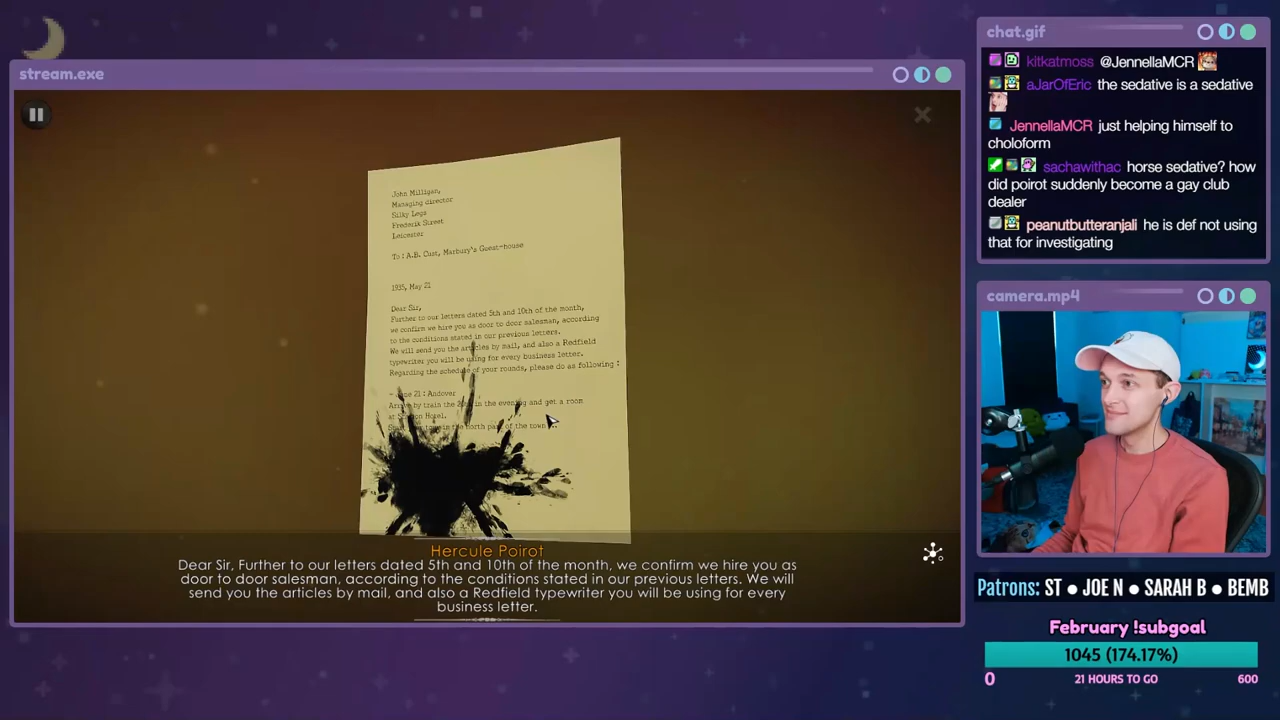 stream.exe
John Milligan,
Managing director
Silky Legs
Frederik Street
Leicester
To : A.B. Cust, Marbury's Guest-house
1935, May 21
Dear Sir,
Further to our letters dated 5th and 10th of the month,
we confirm we hire you as door to door salesman, according
to the conditions stated in our previous letters.
We will send you the articles by mail, and also a Redfield
typewriter you will be using for every business letter.
Regarding the schedule of your rounds, please do as following :
- June 21 : Andover
Arrive by train the in the evening and get a room
at Hotel.
in the north part of the town
Hercule Poirot
Dear Sir, Further to our letters dated 5th and 10th of the month, we confirm we hire you as
door to door salesman, according to the conditions stated in our previous letters. We will
send you the articles by mail, and also a Redfield typewriter you will be using for every
business letter.
chat.gif
kitkatmoss @JennellaMCR
aJarOfEric the sedative is a sedative
JennellaMCR just helping himself to
choloform
sachawithac horse sedative? how
did poirot suddenly become a gay club
dealer
peanutbutteranjali he is def not using
that for investigating
camera.mp4
Patrons: ST ● JOE N ● SARAH B ● BEMB
February !subgoal
1045 (174.17%)
0 21 HOURS TO GO 600